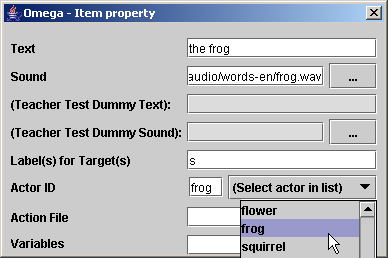 Omega - Item property
Text the frog
Sound audio/words-en/frog.wav ...
(Teacher Test Dummy Text):
(Teacher Test Dummy Sound): ...
Label(s) for Target(s) s
Actor ID frog (Select actor in list)
flower
Action File frog
Variables squirrel